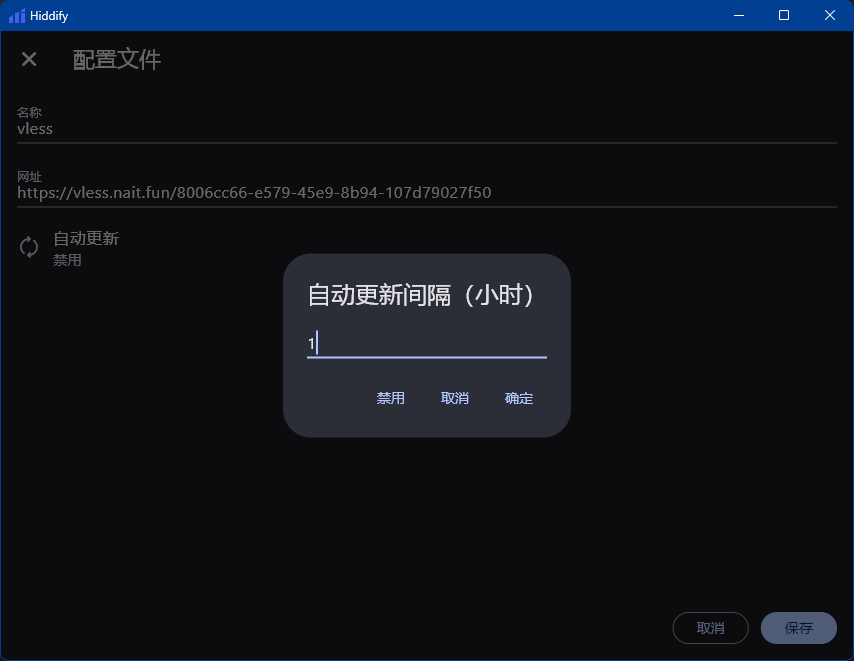 Hiddify
配置文件
名称
vless
网址
https://vless.nait.fun/8006cc66-e579-45e9-8b94-107d79027f50
自动更新
禁用
自动更新间隔（小时）
1
禁用 取消 确定
取消 保存